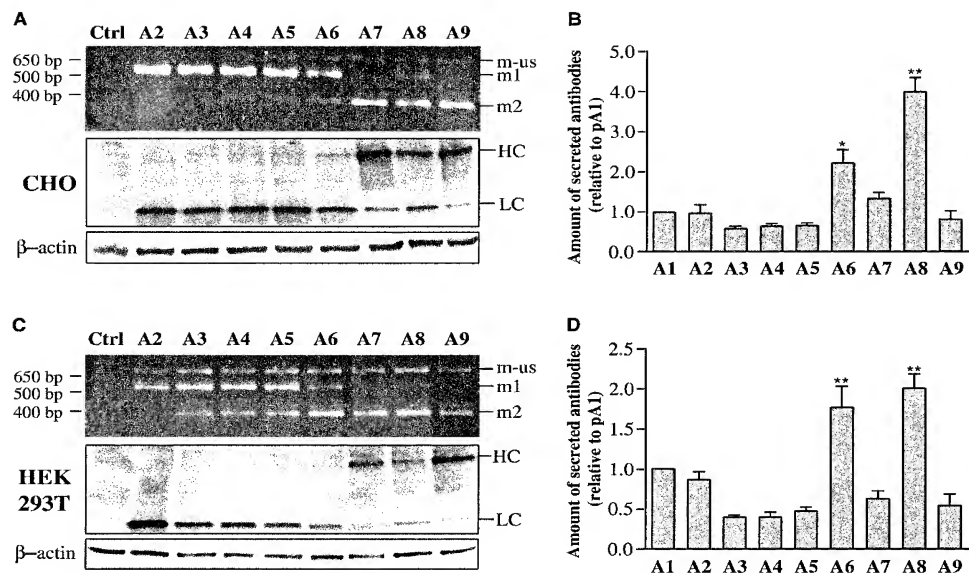 A
Ctrl A2 A3 A4 A5 A6 A7 A8 A9
650 bp
500 bp
400 bp
m-us
m1
m2
CHO
HC
LC
β–actin
B
Amount of secreted antibodies
(relative to pA1)
5.0
4.0
3.0
2.0
1.0
0.0
*
**
A1 A2 A3 A4 A5 A6 A7 A8 A9
C
Ctrl A2 A3 A4 A5 A6 A7 A8 A9
650 bp
500 bp
400 bp
m-us
m1
m2
HEK
293T
HC
LC
β–actin
D
Amount of secreted antibodies
(relative to pA1)
2.5
2.0
1.5
1.0
0.5
0.0
**
**
A1 A2 A3 A4 A5 A6 A7 A8 A9